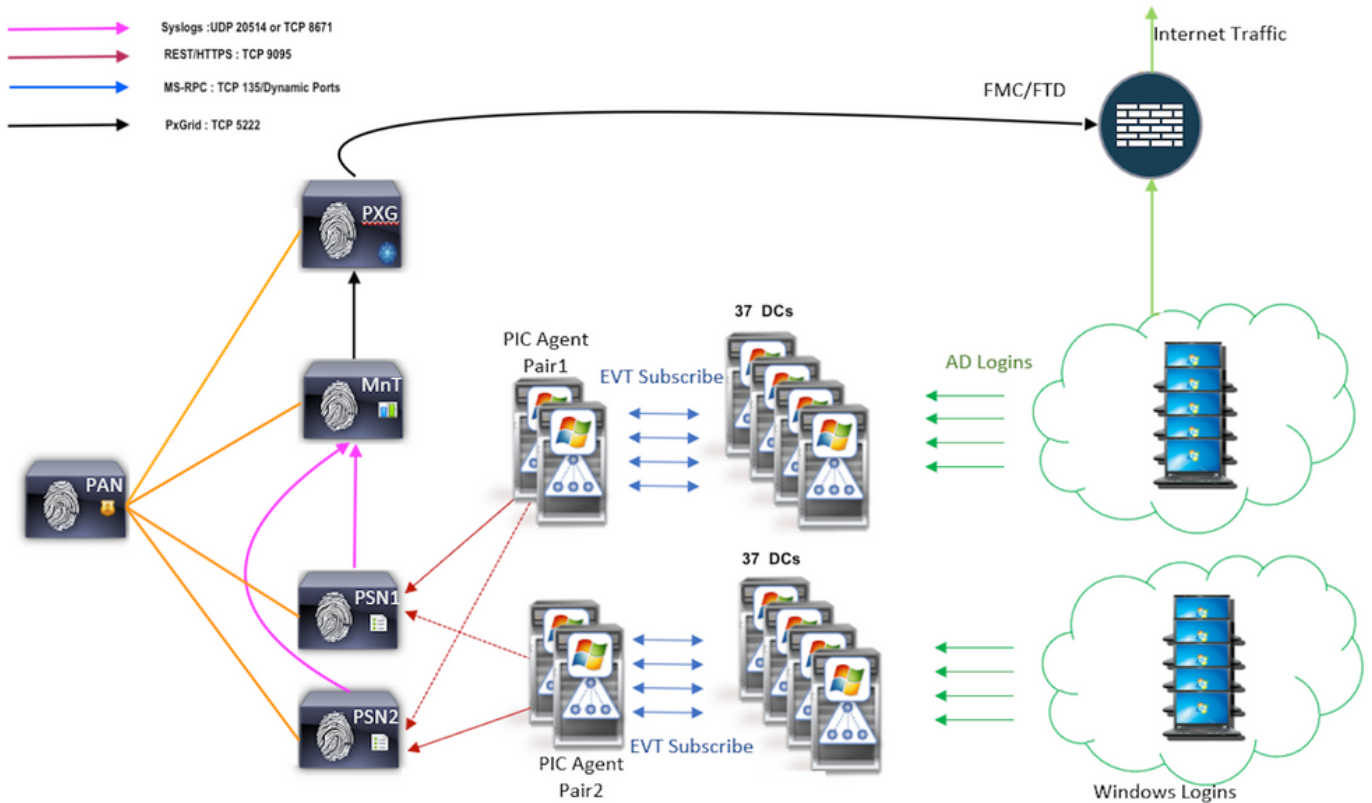 Syslogs :UDP 20514 or TCP 8671
REST/HTTPS : TCP 9095
MS-RPC : TCP 135/Dynamic Ports
PxGrid : TCP 5222
Internet Traffic
FMC/FTD
PXG
37 DCs
PIC Agent
Pair1
EVT Subscribe
AD Logins
MnT
PAN
37 DCs
PSN1
PSN2
EVT Subscribe
PIC Agent
Pair2
Windows Logins